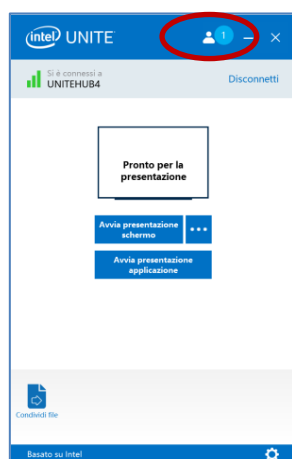 intel UNITE
1
Si è connessi a
UNITEHUB4
Disconnetti
Pronto per la
presentazione
Avvia presentazione
schermo
Avvia presentazione
applicazione
Condividi file
Basato su Intel